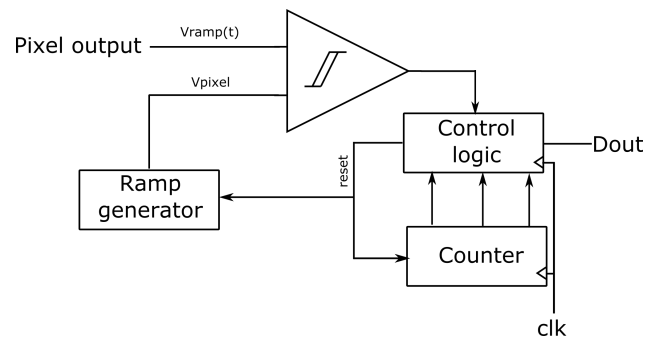 Vramp(t)
Pixel output
Vpixel
Control
logic
Dout
reset
Ramp
generator
Counter
clk